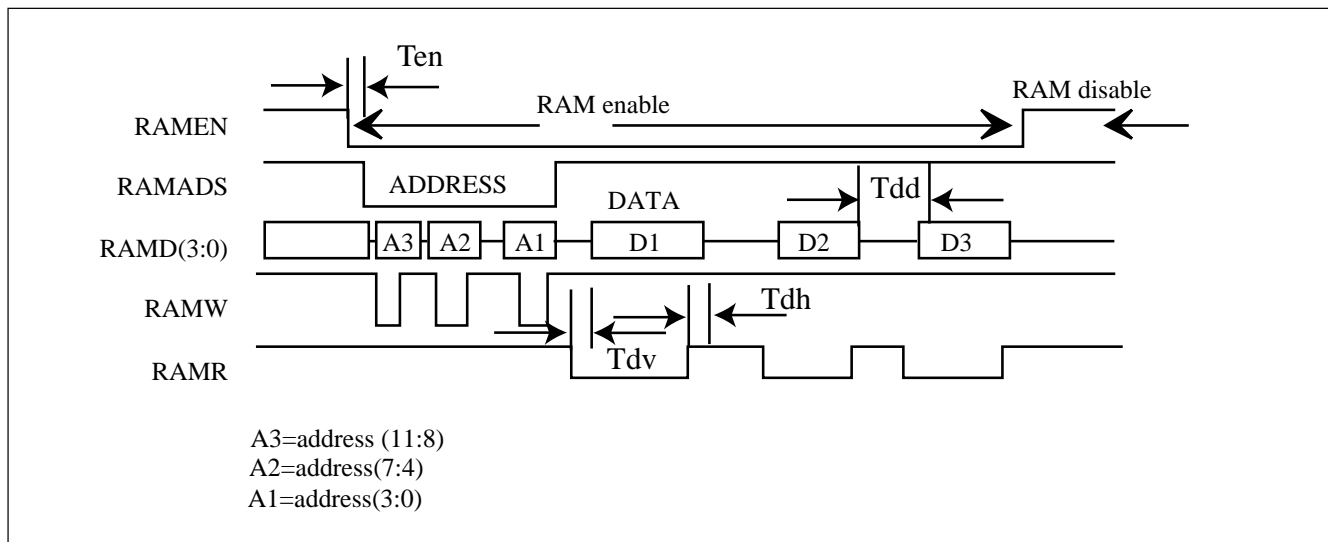 Ten
RAM enable
RAM disable
RAMEN
RAMADS
ADDRESS
Tdd
DATA
RAMD(3:0)
A3
A2
A1
D1
D2
D3
RAMW
Tdh
Tdv
RAMR
A3=address (11:8)
A2=address(7:4)
A1=address(3:0)